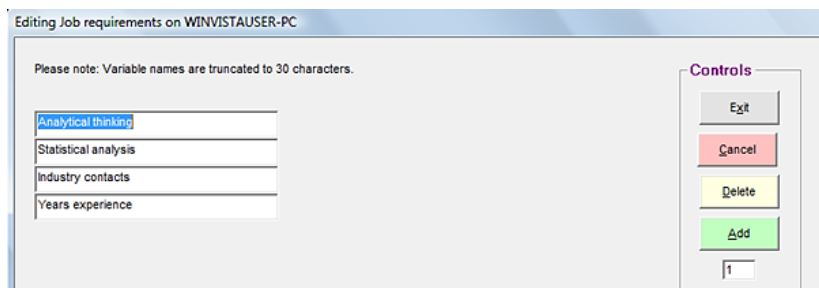 Editing Job requirements on WINVISTAUSER-PC
Please note: Variable names are truncated to 30 characters.
Controls
Analytical thinking
Statistical analysis
Industry contacts
Years experience
Exit
Cancel
Delete
Add
1